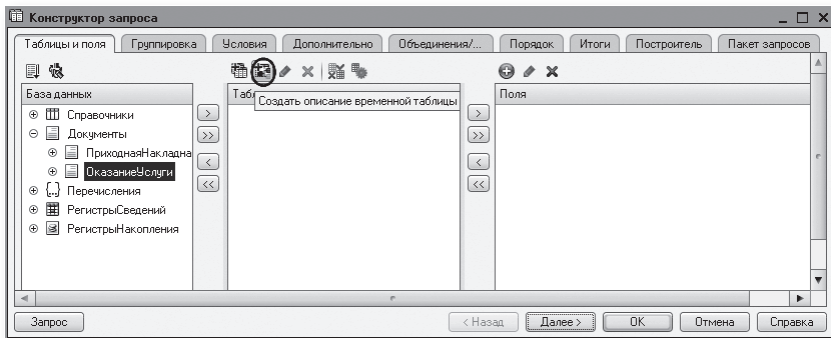 Конструктор запроса
Таблицы и поля Группировка Условия Дополнительно Объединения/... Порядок Итоги Построитель Пакет запросов
База данных Табл Поля
Создать описание временной таблицы
Справочники
Документы
ПриходнаяНакладна
ОказаниеУслуги
Перечисления
РегистрыСведений
РегистрыНакопления
Запрос < Назад Далее > OK Отмена Справка